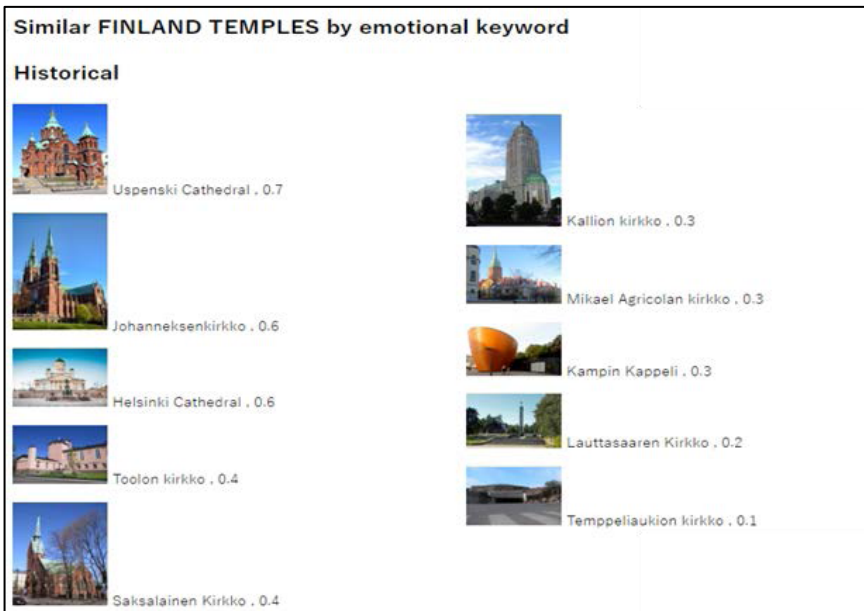 Similar FINLAND TEMPLES by emotional keyword
Historical
Uspenski Cathedral . 0.7
Johanneksenkirkko . 0.6
Helsinki Cathedral . 0.6
Toolon kirkko . 0.4
Saksalainen Kirkko . 0.4
Kallion kirkko . 0.3
Mikael Agricolan kirkko . 0.3
Kampin Kappeli . 0.3
Lauttasaaren Kirkko . 0.2
Temppeliaukion kirkko . 0.1